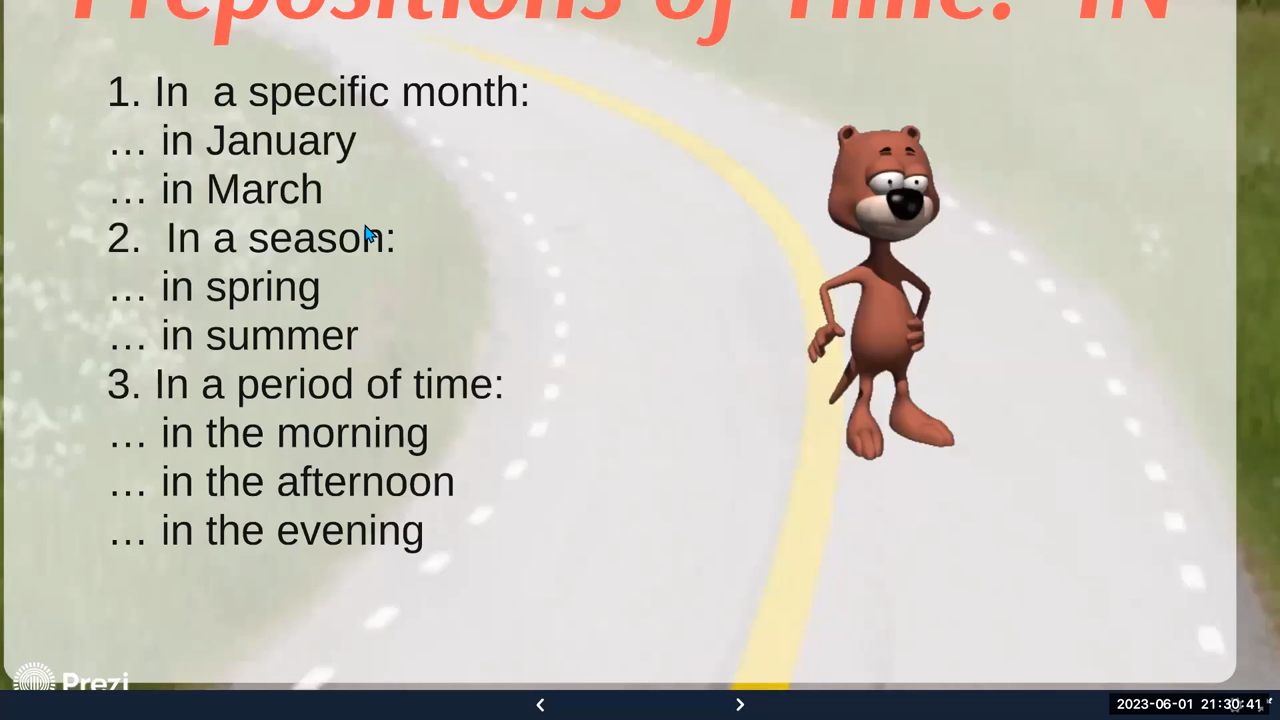 Prepositions of Time: IN
1. In a specific month:
… in January
… in March
2. In a season:
… in spring
… in summer
3. In a period of time:
… in the morning
… in the afternoon
… in the evening
Prezi
2023-06-01 21:30:41